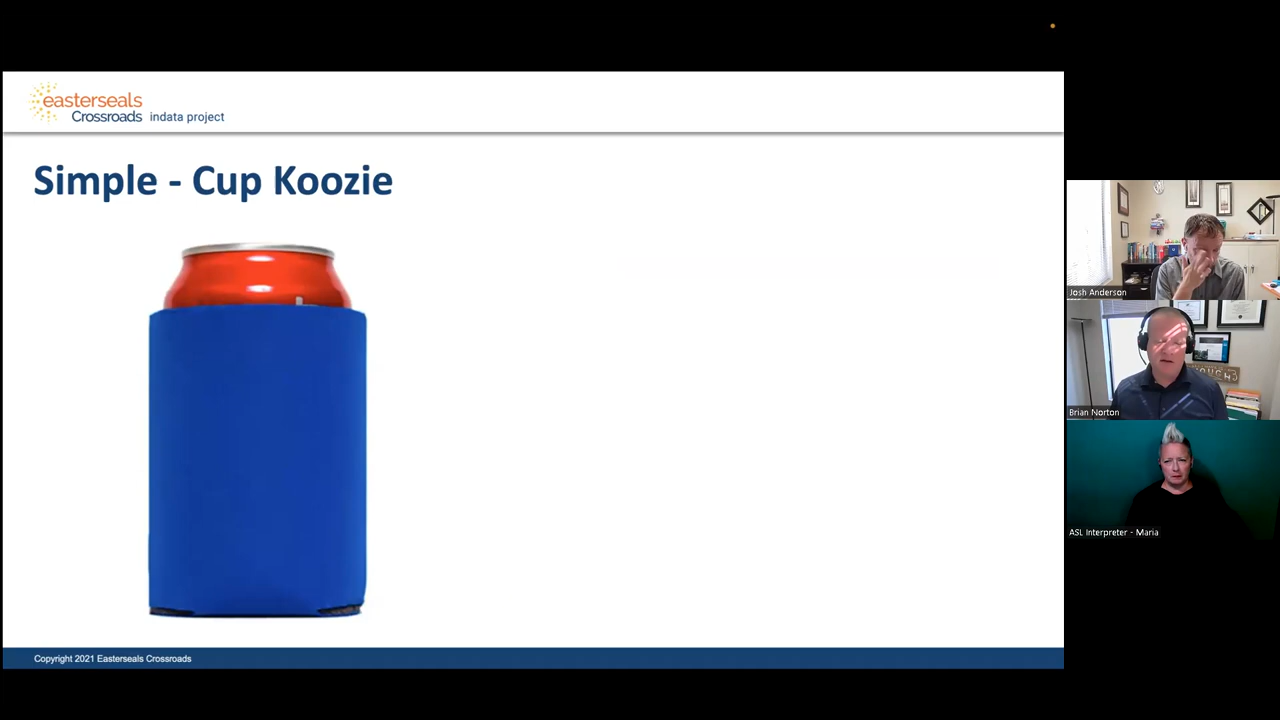 easterseals
Crossroads indata project
Simple - Cup Koozie
Copyright 2021 Easterseals Crossroads
Josh Anderson
Brian Norton
ASL Interpreter - Maria